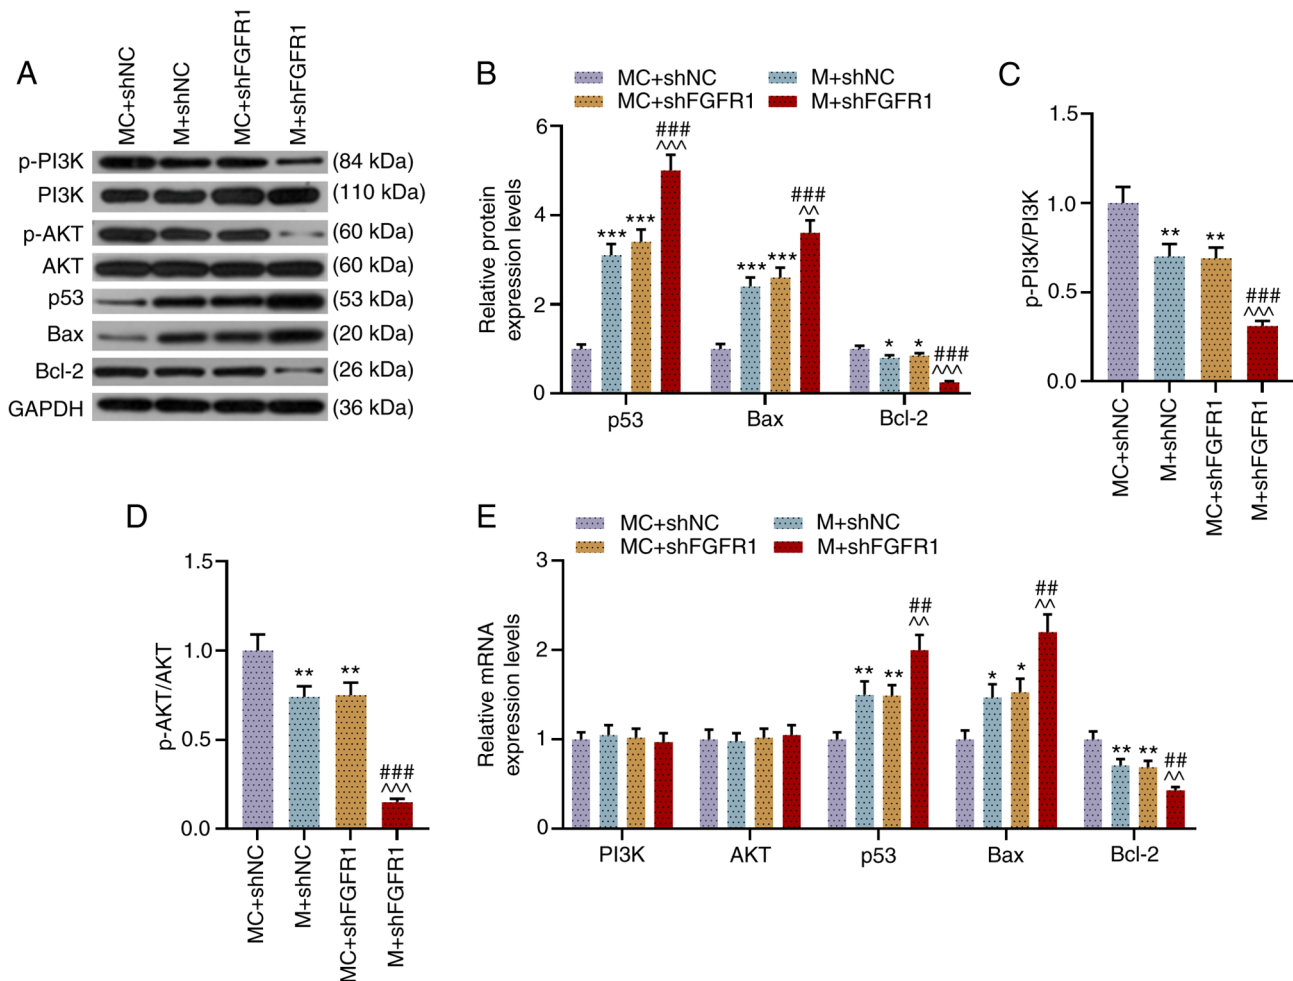 A
MC+shNC
M+shNC
MC+shFGFR1
M+shFGFR1
p-PI3K (84 kDa)
PI3K (110 kDa)
p-AKT (60 kDa)
AKT (60 kDa)
p53 (53 kDa)
Bax (20 kDa)
Bcl-2 (26 kDa)
GAPDH (36 kDa)
B
MC+shNC M+shNC
MC+shFGFR1 M+shFGFR1
Relative protein
expression levels
6
4
2
0
*** *** ### ^^^
*** *** ### ^^
* * ### ^^^
p53 Bax Bcl-2
C
p-PI3K/PI3K
1.5
1.0
0.5
0.0
** ** ### ^^^
MC+shNC
M+shNC
MC+shFGFR1
M+shFGFR1
D
p-AKT/AKT
1.5
1.0
0.5
0.0
** ** ### ^^^
MC+shNC
M+shNC
MC+shFGFR1
M+shFGFR1
E
MC+shNC M+shNC
MC+shFGFR1 M+shFGFR1
Relative mRNA
expression levels
3
2
1
0
** ** ## ^^
* * ## ^^
** ** ## ^^
PI3K AKT p53 Bax Bcl-2